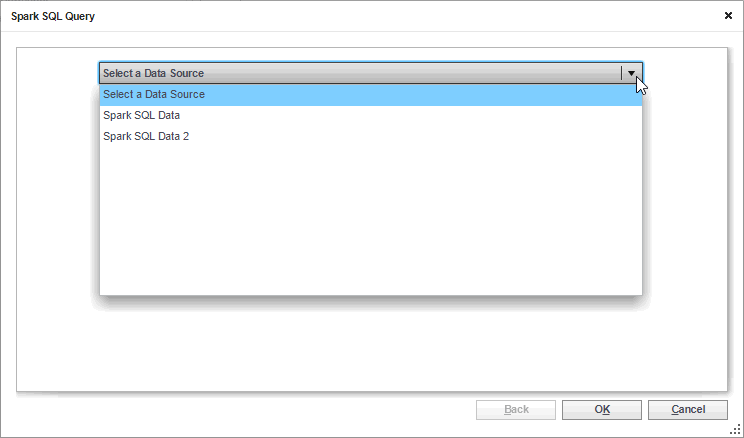 Spark SQL Query
Select a Data Source
Select a Data Source
Spark SQL Data
Spark SQL Data 2
Back
OK
Cancel